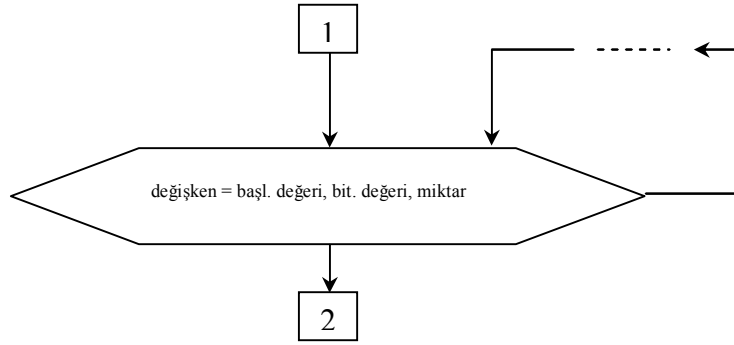 1
değişken = başl. değeri, bit. değeri, miktar
2